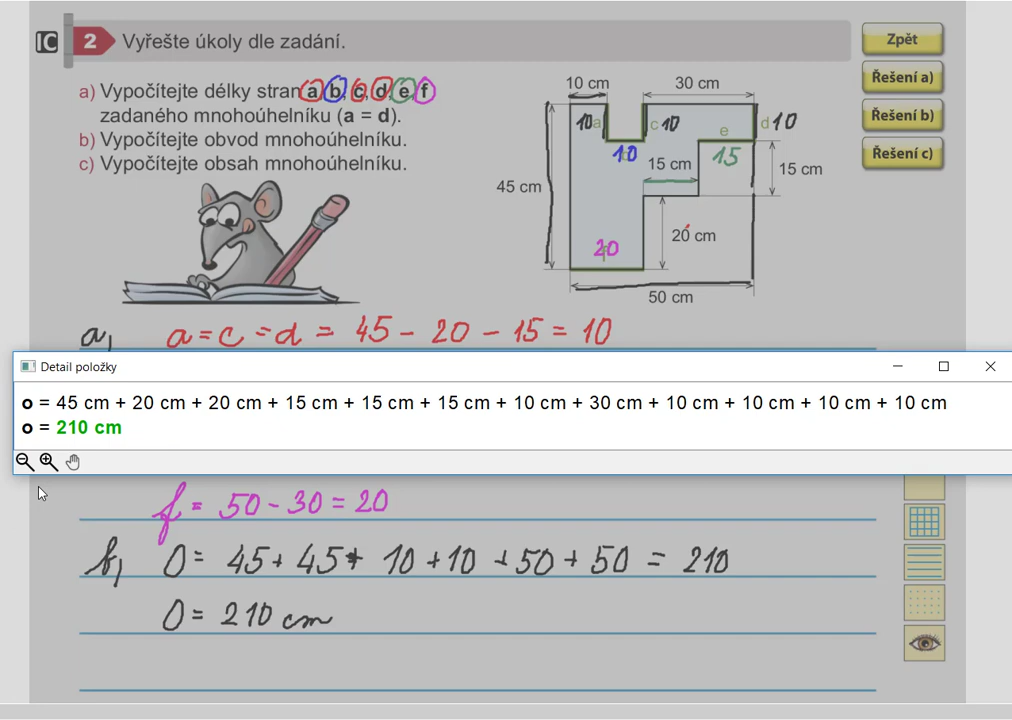 2 Vyřešte úkoly dle zadání.
Zpět
Řešení a)
Řešení b)
Řešení c)
a) Vypočítejte délky stran a, b, c, d, e, f
zadaného mnohoúhelníku (a = d).
b) Vypočítejte obvod mnohoúhelníku.
c) Vypočítejte obsah mnohoúhelníku.
10 cm 30 cm
10 a c 10 e d 10
10 15 cm 15 15 cm
45 cm
20 cm
20 f
50 cm
a, a = c = d = 45 - 20 - 15 = 10
Detail položky
o = 45 cm + 20 cm + 20 cm + 15 cm + 15 cm + 15 cm + 10 cm + 30 cm + 10 cm + 10 cm + 10 cm + 10 cm
o = 210 cm
f = 50 - 30 = 20
b, O = 45 + 45 + 10 + 10 + 50 + 50 = 210
O = 210 cm